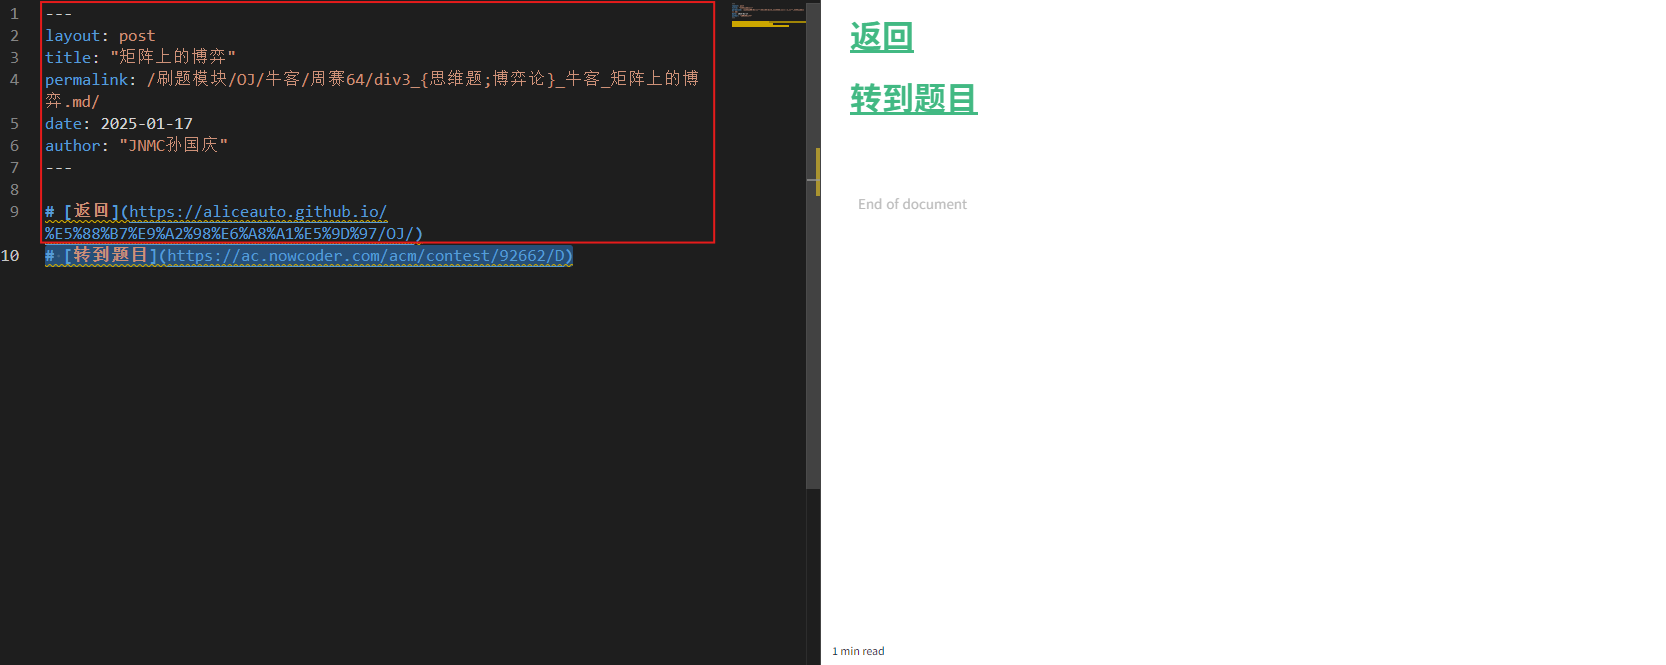 1 ---
2 layout: post
3 title: "矩阵上的博弈"
4 permalink: /刷题模块/OJ/牛客/周赛64/div3_{思维题;博弈论}_牛客_矩阵上的博
弈.md/
5 date: 2025-01-17
6 author: "JNMC孙国庆"
7 ---
8
9 # [返回](https://aliceauto.github.io/
%E5%88%B7%E9%A2%98%E6%A8%A1%E5%9D%97/OJ/)
10 # [转到题目](https://ac.nowcoder.com/acm/contest/92662/D)
返回
转到题目
End of document
1 min read